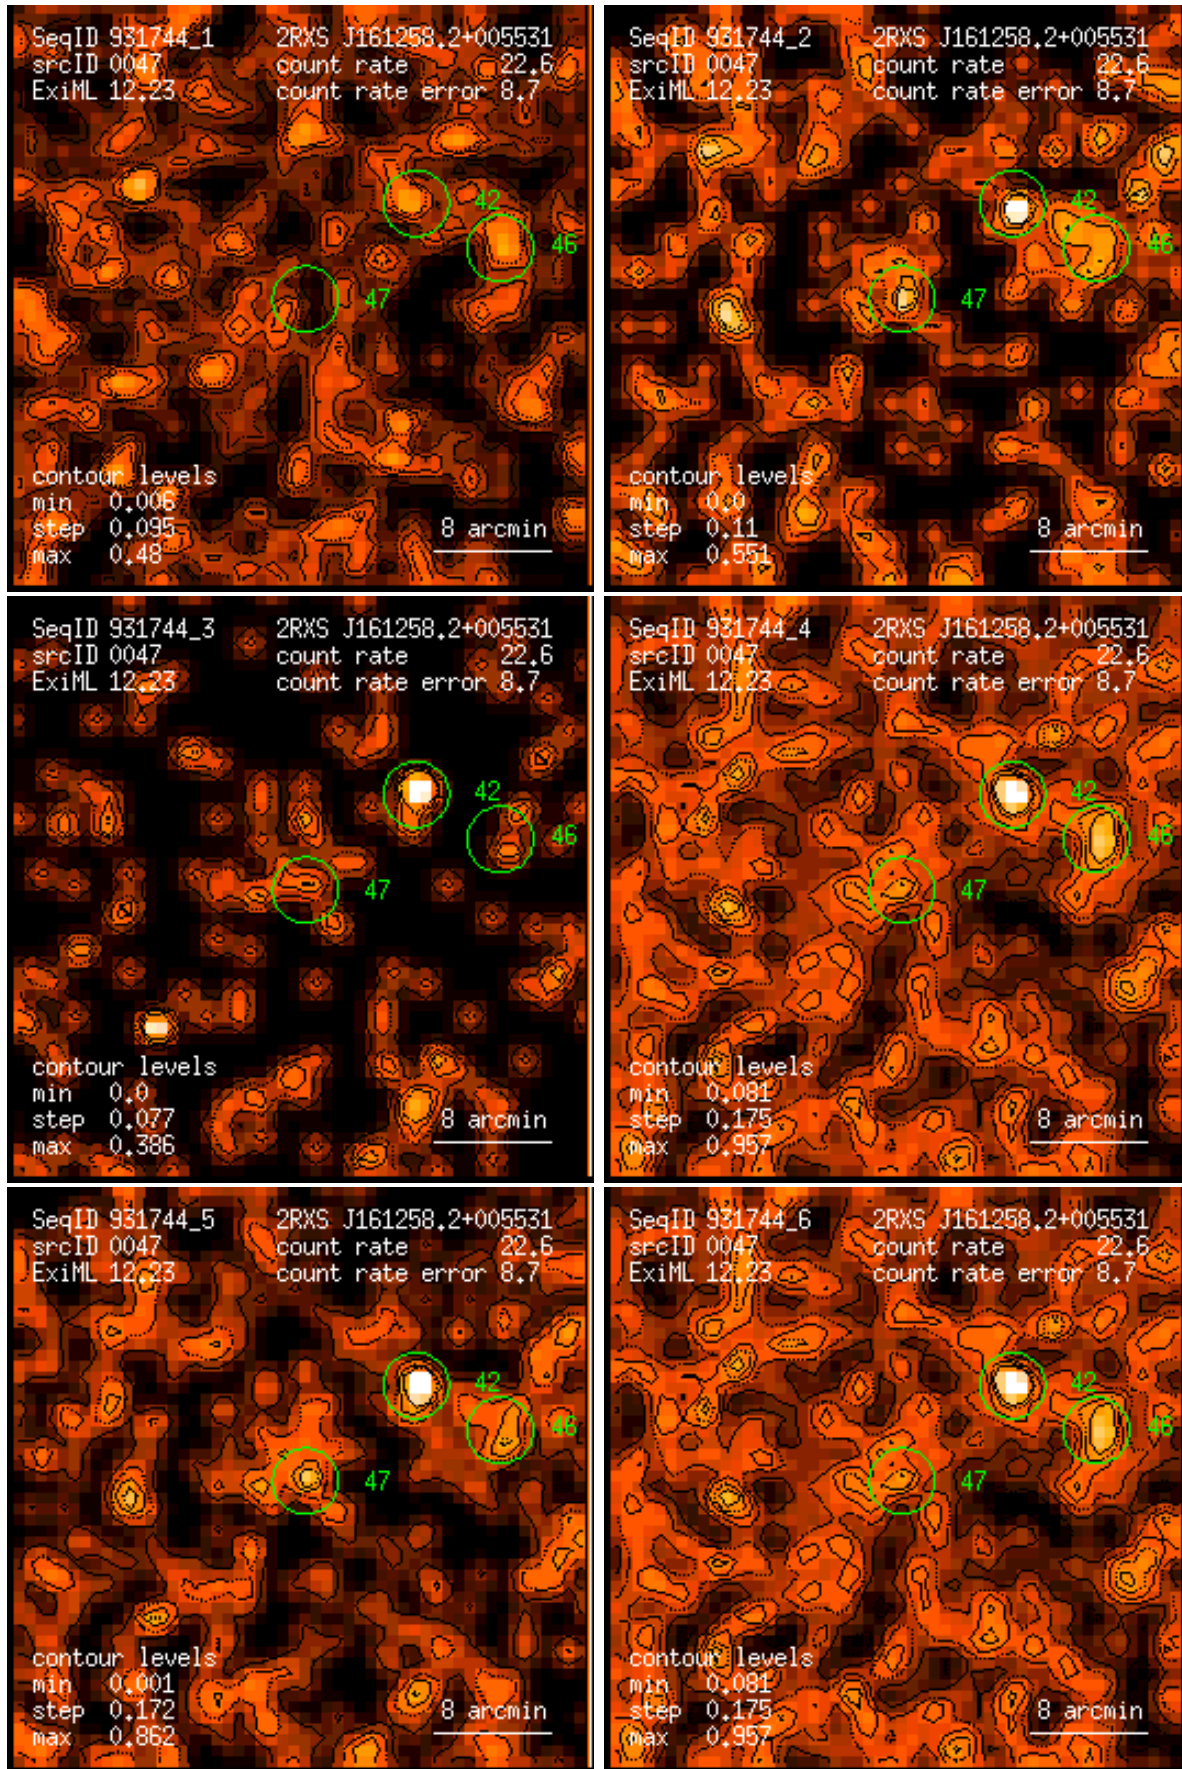 SeqID 931744_1 2RXS J161258.2+005531
srcID 0047 count rate 22.6
ExiML 12.23 count rate error 8.7
42
46
47
contour levels
min 0.006
step 0.095
max 0.48
8 arcmin
SeqID 931744_2 2RXS J161258.2+005531
srcID 0047 count rate 22.6
ExiML 12.23 count rate error 8.7
42
46
47
contour levels
min 0.0
step 0.11
max 0.551
8 arcmin
SeqID 931744_3 2RXS J161258.2+005531
srcID 0047 count rate 22.6
ExiML 12.23 count rate error 8.7
42
46
47
contour levels
min 0.0
step 0.077
max 0.386
8 arcmin
SeqID 931744_4 2RXS J161258.2+005531
srcID 0047 count rate 22.6
ExiML 12.23 count rate error 8.7
42
46
47
contour levels
min 0.081
step 0.175
max 0.957
8 arcmin
SeqID 931744_5 2RXS J161258.2+005531
srcID 0047 count rate 22.6
ExiML 12.23 count rate error 8.7
42
46
47
contour levels
min 0.001
step 0.172
max 0.862
8 arcmin
SeqID 931744_6 2RXS J161258.2+005531
srcID 0047 count rate 22.6
ExiML 12.23 count rate error 8.7
42
46
47
contour levels
min 0.081
step 0.175
max 0.957
8 arcmin